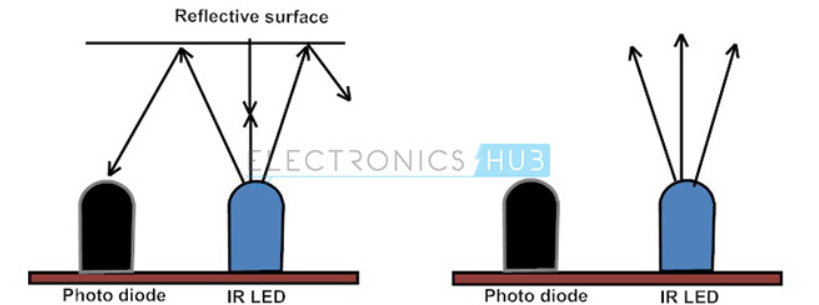 Reflective surface
ELECTRONICS HUB
Photo diode
IR LED
Photo diode
IR LED